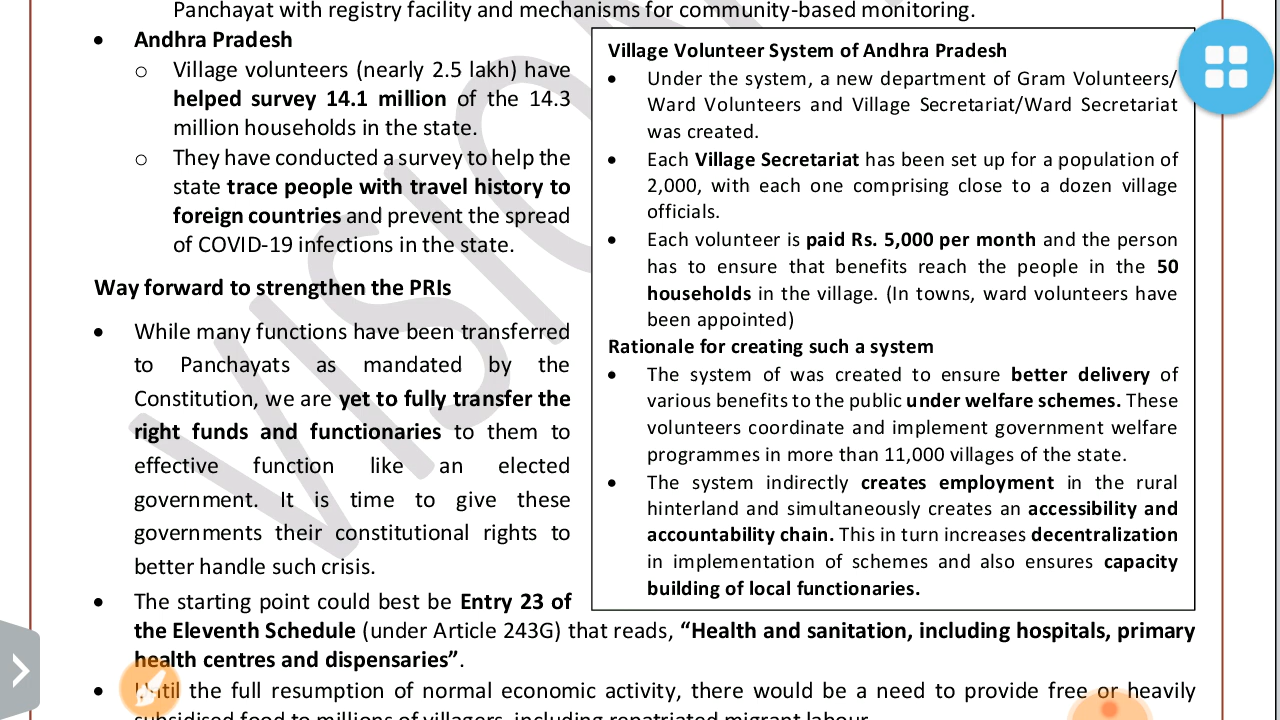 Panchayat with registry facility and mechanisms for community-based monitoring.
• Andhra Pradesh
o Village volunteers (nearly 2.5 lakh) have
helped survey 14.1 million of the 14.3
million households in the state.
o They have conducted a survey to help the
state trace people with travel history to
foreign countries and prevent the spread
of COVID-19 infections in the state.
Way forward to strengthen the PRIs
• While many functions have been transferred
to Panchayats as mandated by the
Constitution, we are yet to fully transfer the
right funds and functionaries to them to
effective function like an elected
government. It is time to give these
governments their constitutional rights to
better handle such crisis.
Village Volunteer System of Andhra Pradesh
• Under the system, a new department of Gram Volunteers/
Ward Volunteers and Village Secretariat/Ward Secretariat
was created.
• Each Village Secretariat has been set up for a population of
2,000, with each one comprising close to a dozen village
officials.
• Each volunteer is paid Rs. 5,000 per month and the person
has to ensure that benefits reach the people in the 50
households in the village. (In towns, ward volunteers have
been appointed)
Rationale for creating such a system
• The system of was created to ensure better delivery of
various benefits to the public under welfare schemes. These
volunteers coordinate and implement government welfare
programmes in more than 11,000 villages of the state.
• The system indirectly creates employment in the rural
hinterland and simultaneously creates an accessibility and
accountability chain. This in turn increases decentralization
in implementation of schemes and also ensures capacity
building of local functionaries.
• The starting point could best be Entry 23 of
the Eleventh Schedule (under Article 243G) that reads, “Health and sanitation, including hospitals, primary
health centres and dispensaries”.
• Until the full resumption of normal economic activity, there would be a need to provide free or heavily
subsidised food to millions of villagers, including repatriated migrant labour.
VISIO